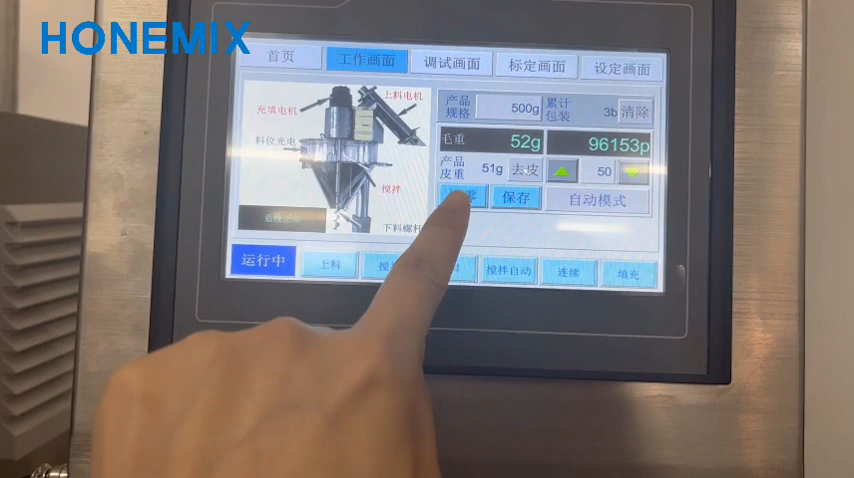 HONEMIX
首页 工作画面 调试画面 标定画面 设定画面
上料电机
充填电机
料位光电
搅拌
下料螺杆
产品规格 500g 累计包装 3b 清除
毛重 52g 96153p
产品皮重 51g 去皮 50
零 保存 自动模式
运行中 上料 搅 料 搅拌自动 连续 填充